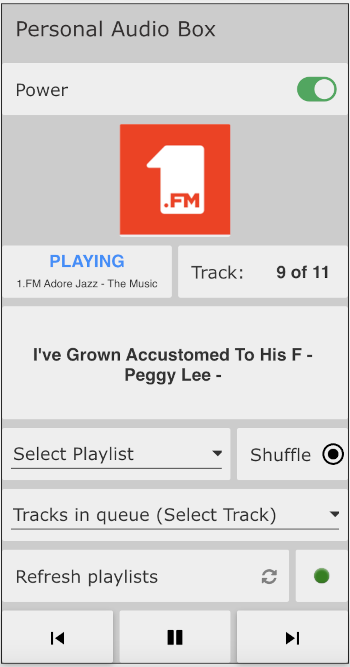 Personal Audio Box
Power
1
.FM
PLAYING
1.FM Adore Jazz - The Music
Track: 9 of 11
I've Grown Accustomed To His F -
Peggy Lee -
Select Playlist
Shuffle
Tracks in queue (Select Track)
Refresh playlists